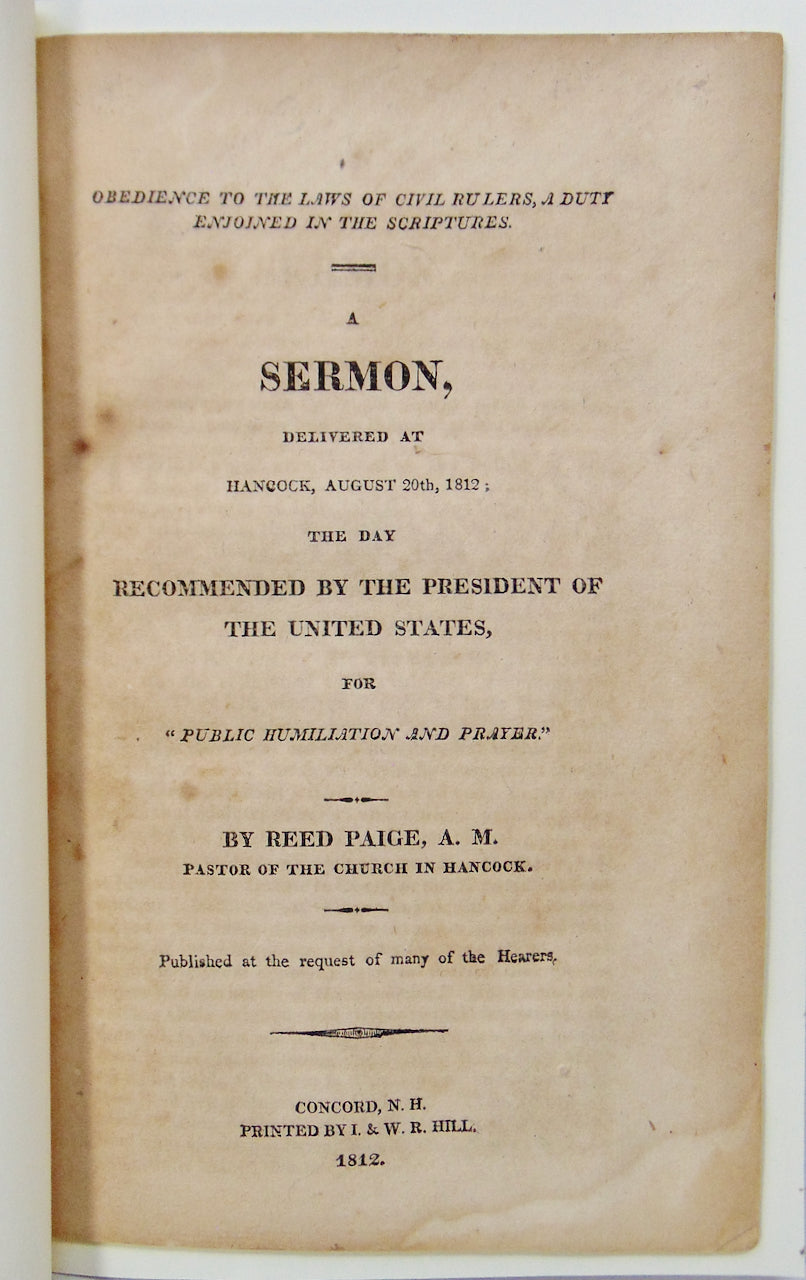 OBEDIENCE TO THE LAWS OF CIVIL RULERS, A DUTY
ENJOINED IN THE SCRIPTURES.
A
SERMON,
DELIVERED AT
HANCOCK, AUGUST 20th, 1812 ;
THE DAY
RECOMMENDED BY THE PRESIDENT OF
THE UNITED STATES,
FOR
“ PUBLIC HUMILIATION AND PRAYER.”
BY REED PAIGE, A. M.
PASTOR OF THE CHURCH IN HANCOCK.
Published at the request of many of the Hearers.
CONCORD, N. H.
PRINTED BY I. & W. R. HILL.
1812.